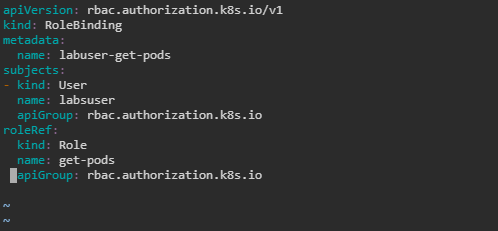 apiVersion: rbac.authorization.k8s.io/v1
kind: RoleBinding
metadata:
  name: labuser-get-pods
subjects:
- kind: User
  name: labsuser
  apiGroup: rbac.authorization.k8s.io
roleRef:
  kind: Role
  name: get-pods
  apiGroup: rbac.authorization.k8s.io
~
~